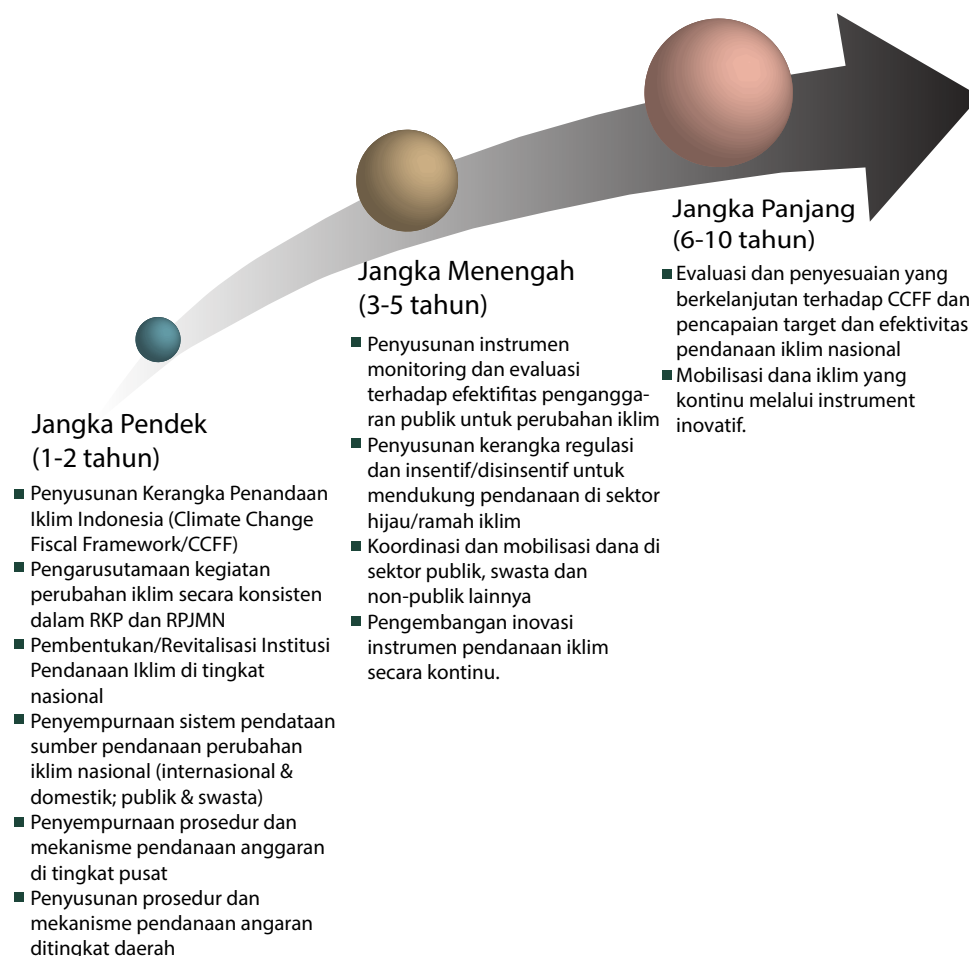 Jangka Pendek
(1-2 tahun)
Penyusunan Kerangka Penandaan
Iklim Indonesia (Climate Change
Fiscal Framework/CCFF)
Pengarusutamaan kegiatan
perubahan iklim secara konsisten
dalam RKP dan RPJMN
Pembentukan/Revitalisasi Institusi
Pendanaan Iklim di tingkat
nasional
Penyempurnaan sistem pendataan
sumber pendanaan perubahan
iklim nasional (internasional &
domestik; publik & swasta)
Penyempurnaan prosedur dan
mekanisme pendanaan anggaran
di tingkat pusat
Penyusunan prosedur dan
mekanisme pendanaan angaran
ditingkat daerah
Jangka Menengah
(3-5 tahun)
Penyusunan instrumen
monitoring dan evaluasi
terhadap efektifitas pengangga-
ran publik untuk perubahan iklim
Penyusunan kerangka regulasi
dan insentif/disinsentif untuk
mendukung pendanaan di sektor
hijau/ramah iklim
Koordinasi dan mobilisasi dana di
sektor publik, swasta dan
non-publik lainnya
Pengembangan inovasi
instrumen pendanaan iklim
secara kontinu.
Jangka Panjang
(6-10 tahun)
Evaluasi dan penyesuaian yang
berkelanjutan terhadap CCFF dan
pencapaian target dan efektivitas
pendanaan iklim nasional
Mobilisasi dana iklim yang
kontinu melalui instrument
inovatif.